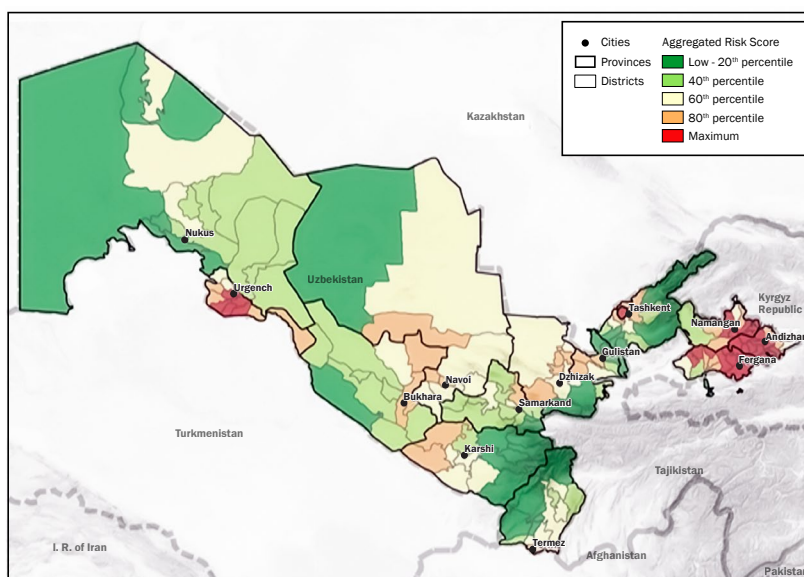 Cities
Provinces
Districts
Aggregated Risk Score
Low - 20th percentile
40th percentile
60th percentile
80th percentile
Maximum
Kazakhstan
Nukus
Uzbekistan
Urgench
Tashkent
Kyrgyz
Republic
Namangan
Andizhan
Gulistan
Fergana
Dzhizak
Navoi
Bukhara
Samarkand
Turkmenistan
Karshi
Tajikistan
Termez
I. R. of Iran
Afghanistan
Pakistan